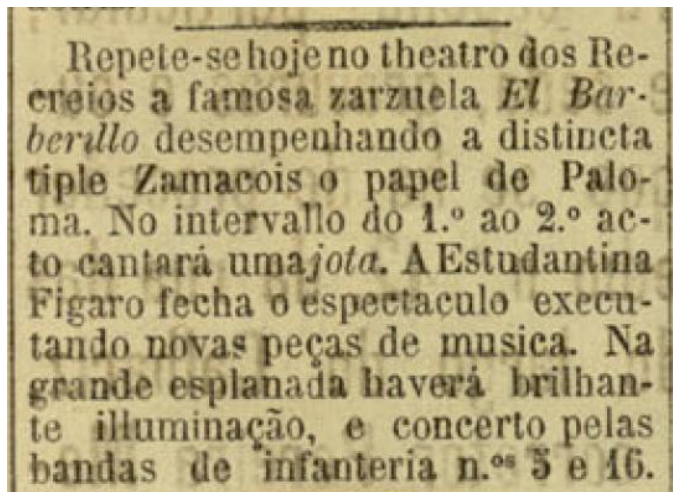 Repete-se hoje no theatro dos Re-
creios a famosa zarzuela El Bar-
berillo desempenhando a distincta
tiple Zamacois o papel de Palo-
ma. No intervallo do 1.º ao 2.º ac-
to cantará uma jota. A Estudantina
Figaro fecha o espectaculo execu-
tando novas peças de musica. Na
grande esplanada haverá brilhan-
te illuminação, e concerto pelas
bandas de infanteria n.os 5 e 16.